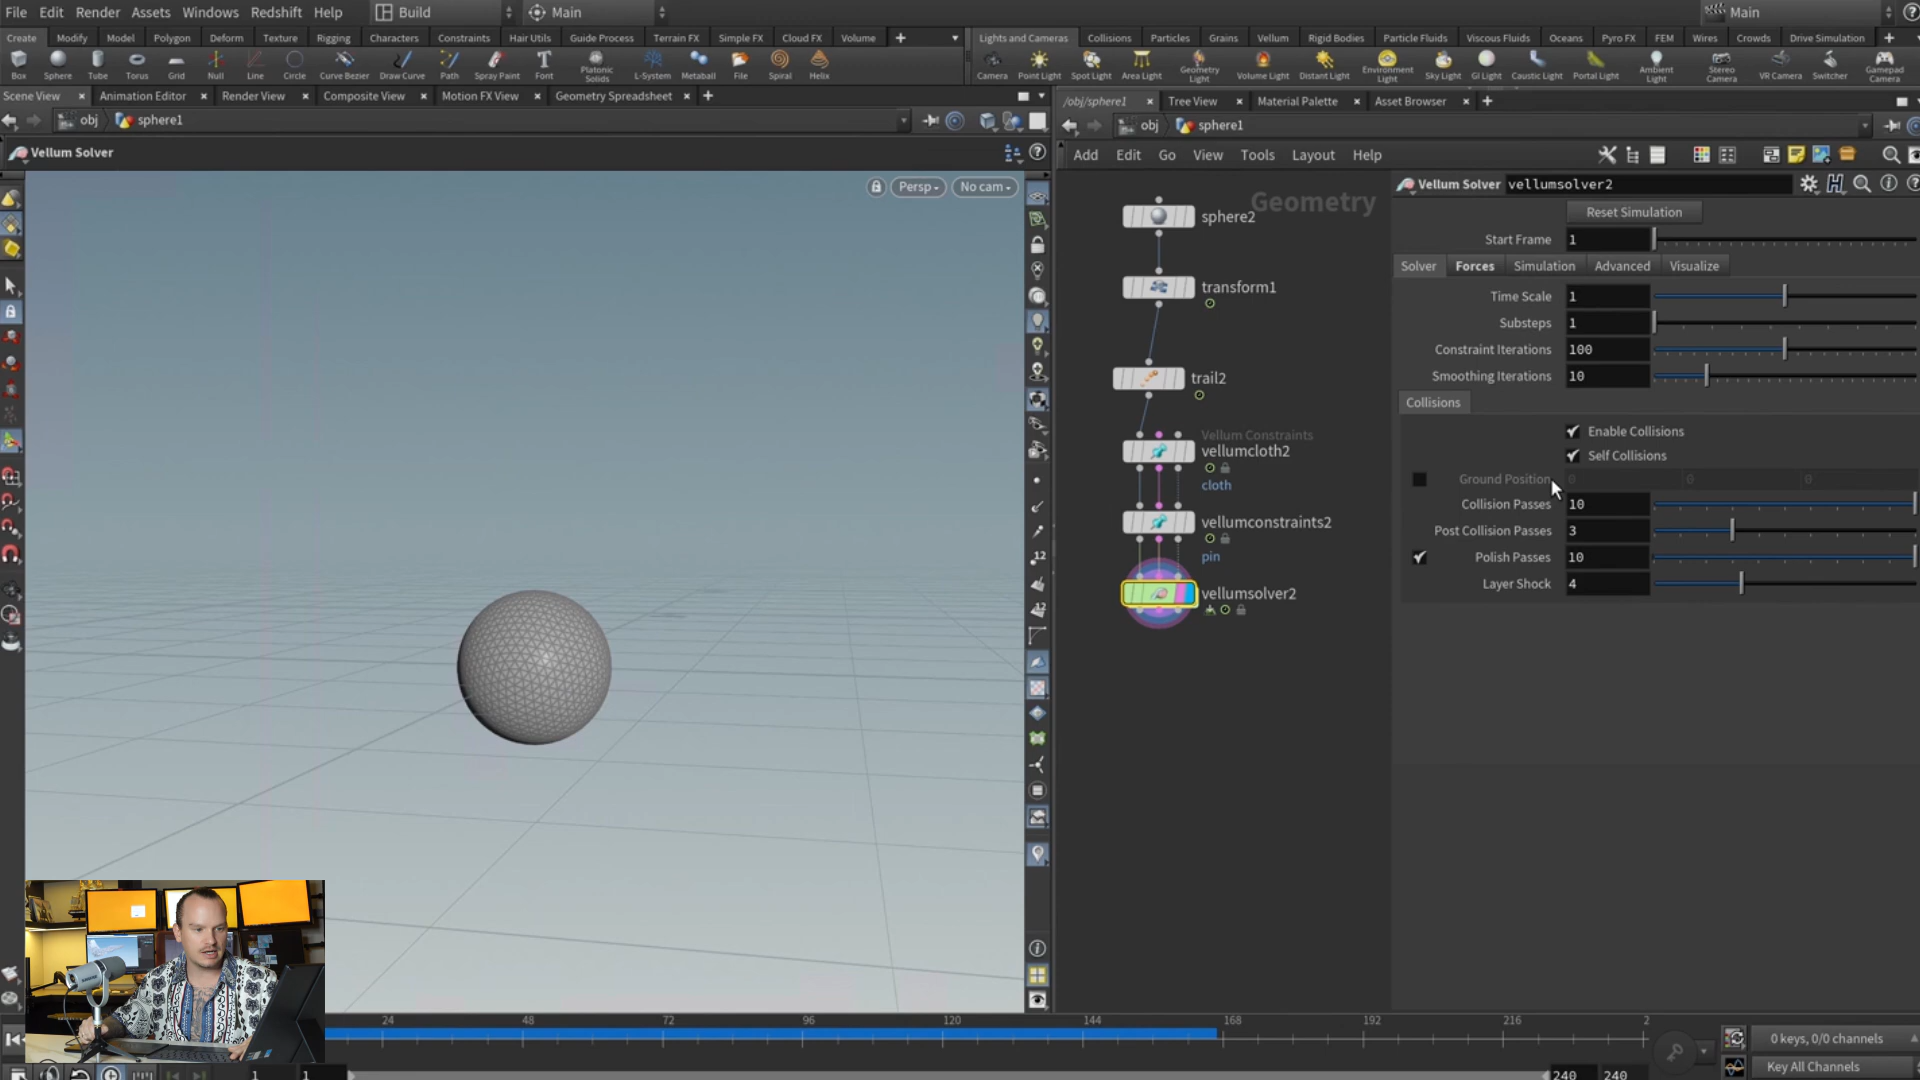 File Edit Render Assets Windows Redshift Help Build Main Main
Create Modify Model Polygon Deform Texture Rigging Characters Constraints Hair Utils Guide Process Terrain FX Simple FX Cloud FX Volume
Lights and Cameras Collisions Particles Grains Vellum Rigid Bodies Particle Fluids Viscous Fluids Oceans Pyro FX FEM Wires Crowds Drive Simulation
Box Sphere Tube Torus Grid Null Line Circle Curve Bezier Draw Curve Path Spray Paint Font Platonic Solids L-System Metaball File Spiral Helix
Camera Point Light Spot Light Area Light Geometry Light Volume Light Distant Light Environment Light Sky Light GI Light Caustic Light Portal Light Ambient Light Stereo Camera VR Camera Switcher Gamepad Camera
Scene View Animation Editor Render View Composite View Motion FX View Geometry Spreadsheet
/obj/sphere1 Tree View Material Palette Asset Browser
obj sphere1
obj sphere1
Vellum Solver
Add Edit Go View Tools Layout Help
Persp No cam
Geometry
sphere2
transform1
trail2
Vellum Constraints
vellumcloth2
cloth
vellumconstraints2
pin
vellumsolver2
Vellum Solver vellumsolver2
Reset Simulation
Start Frame 1
Solver Forces Simulation Advanced Visualize
Time Scale 1
Substeps 1
Constraint Iterations 100
Smoothing Iterations 10
Collisions
Enable Collisions
Self Collisions
Ground Position 0 0 0
Collision Passes 10
Post Collision Passes 3
Polish Passes 10
Layer Shock 4
12
12
24 48 72 96 120 144 168 192 216 2
0 keys, 0/0 channels
1 1 240 240
Key All Channels